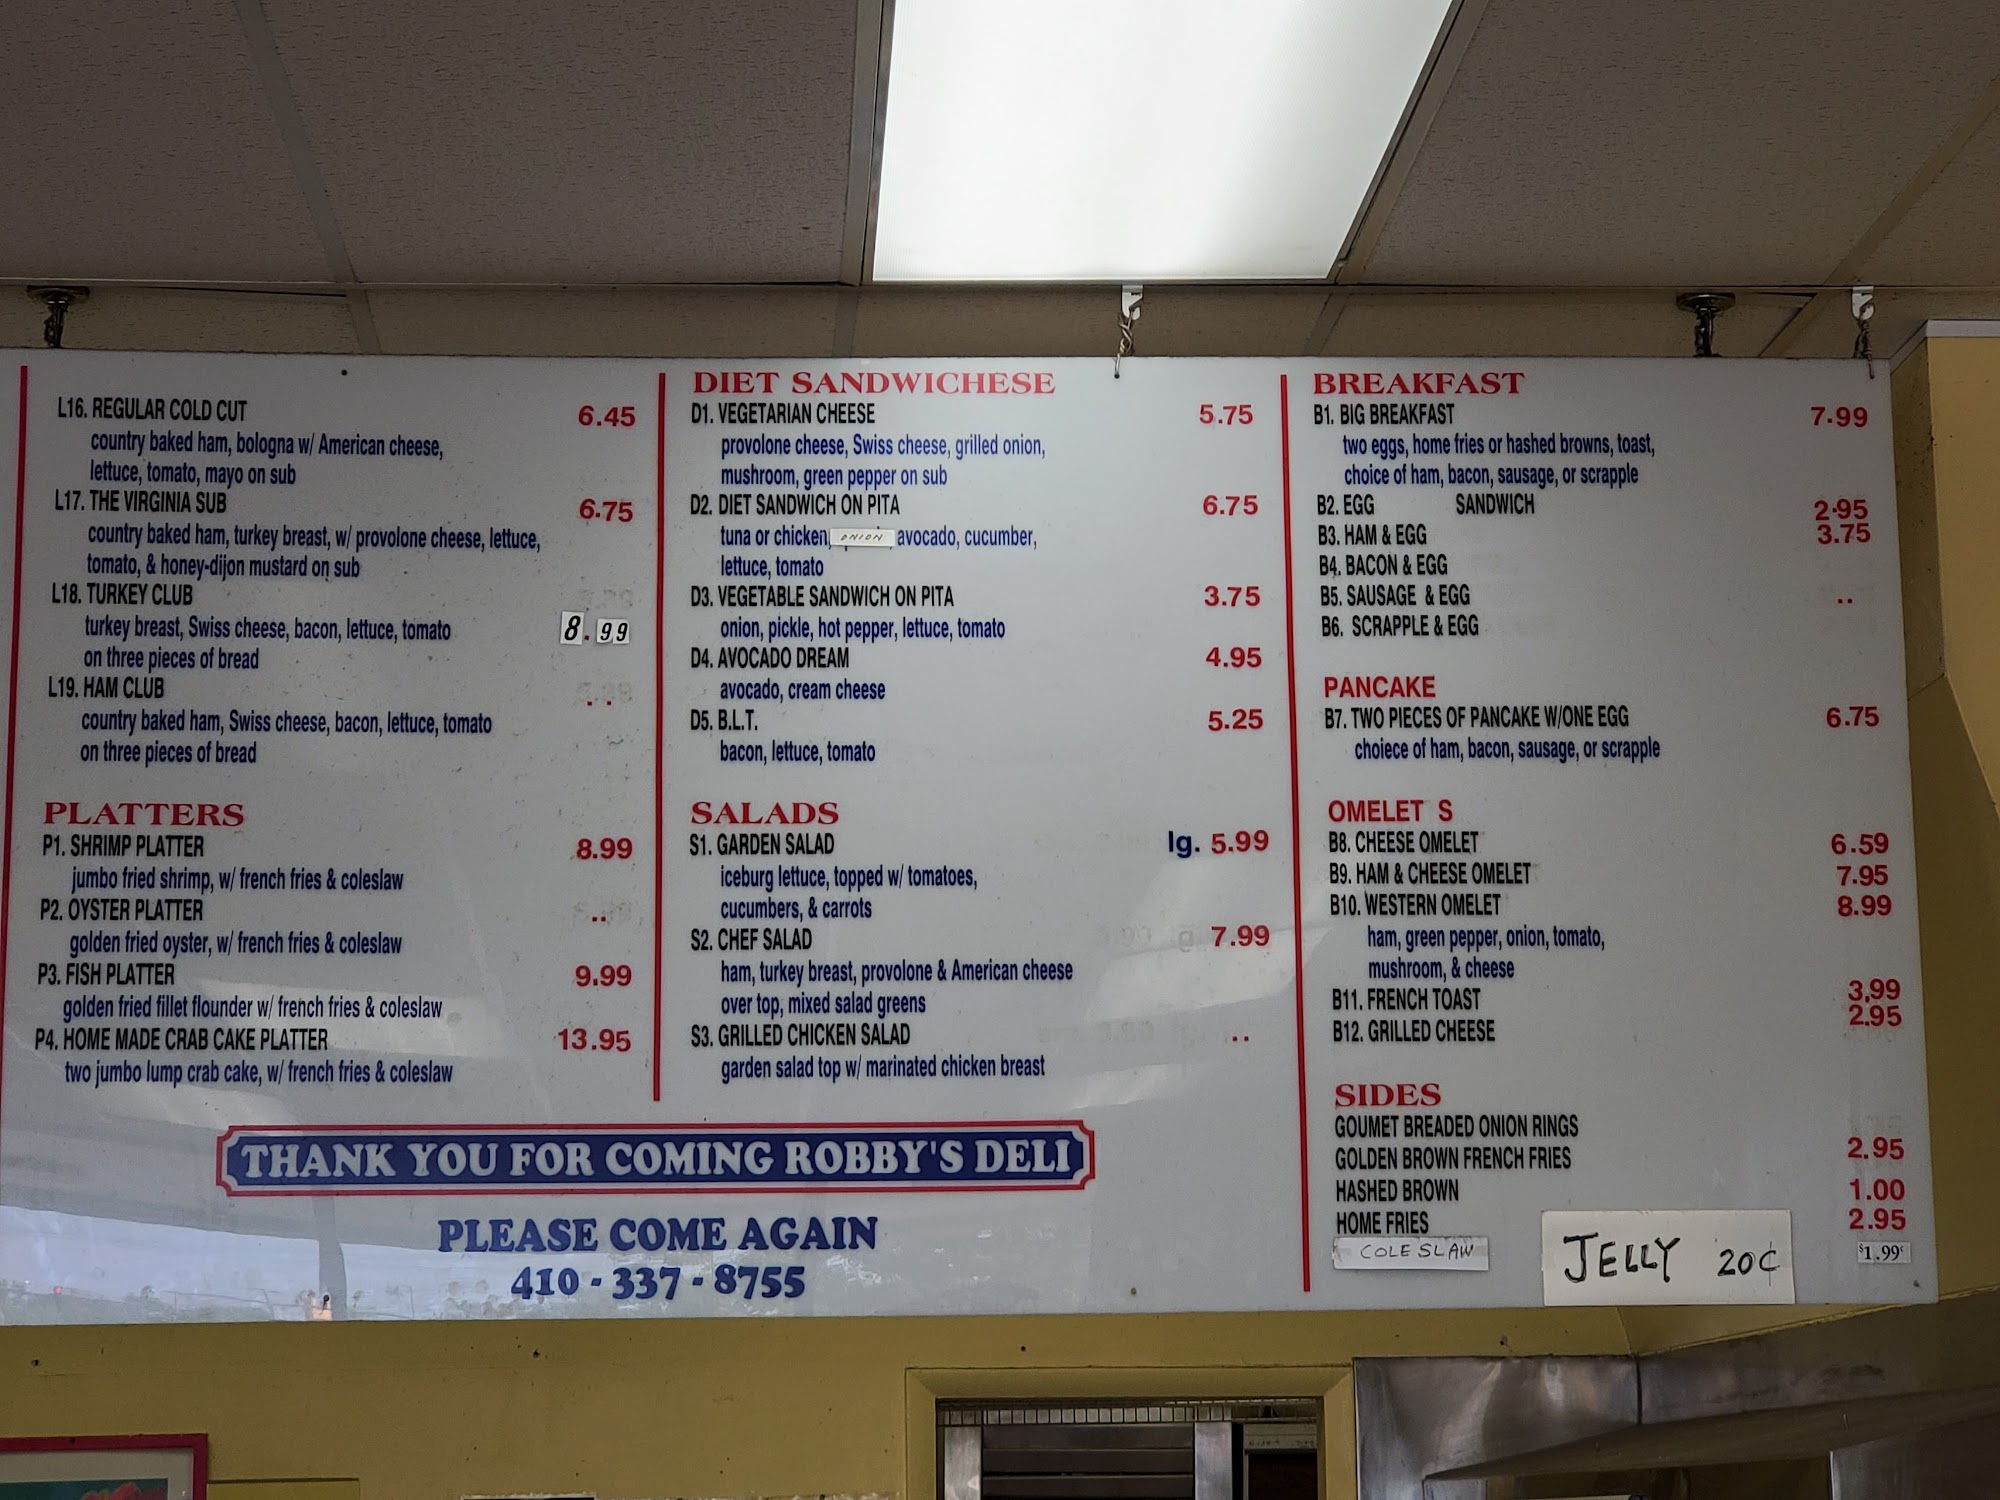 L16. REGULAR COLD CUT 6.45
country baked ham, bologna w/ American cheese,
lettuce, tomato, mayo on sub
L17. THE VIRGINIA SUB 6.75
country baked ham, turkey breast, w/ provolone cheese, lettuce,
tomato, & honey-dijon mustard on sub
L18. TURKEY CLUB
turkey breast, Swiss cheese, bacon, lettuce, tomato 8.99
on three pieces of bread
L19. HAM CLUB ..
country baked ham, Swiss cheese, bacon, lettuce, tomato
on three pieces of bread
PLATTERS
P1. SHRIMP PLATTER 8.99
jumbo fried shrimp, w/ french fries & coleslaw
P2. OYSTER PLATTER ..
golden fried oyster, w/ french fries & coleslaw
P3. FISH PLATTER 9.99
golden fried fillet flounder w/ french fries & coleslaw
P4. HOME MADE CRAB CAKE PLATTER 13.95
two jumbo lump crab cake, w/ french fries & coleslaw
DIET SANDWICHESE
D1. VEGETARIAN CHEESE 5.75
provolone cheese, Swiss cheese, grilled onion,
mushroom, green pepper on sub
D2. DIET SANDWICH ON PITA 6.75
tuna or chicken, ONION, avocado, cucumber,
lettuce, tomato
D3. VEGETABLE SANDWICH ON PITA 3.75
onion, pickle, hot pepper, lettuce, tomato
D4. AVOCADO DREAM 4.95
avocado, cream cheese
D5. B.L.T. 5.25
bacon, lettuce, tomato
SALADS
S1. GARDEN SALAD lg. 5.99
iceburg lettuce, topped w/ tomatoes,
cucumbers, & carrots
S2. CHEF SALAD 7.99
ham, turkey breast, provolone & American cheese
over top, mixed salad greens
S3. GRILLED CHICKEN SALAD ..
garden salad top w/ marinated chicken breast
BREAKFAST
B1. BIG BREAKFAST 7.99
two eggs, home fries or hashed browns, toast,
choice of ham, bacon, sausage, or scrapple
B2. EGG SANDWICH 2.95
B3. HAM & EGG 3.75
B4. BACON & EGG
B5. SAUSAGE & EGG ..
B6. SCRAPPLE & EGG
PANCAKE
B7. TWO PIECES OF PANCAKE W/ONE EGG 6.75
choiece of ham, bacon, sausage, or scrapple
OMELET S
B8. CHEESE OMELET 6.59
B9. HAM & CHEESE OMELET 7.95
B10. WESTERN OMELET 8.99
ham, green pepper, onion, tomato,
mushroom, & cheese
B11. FRENCH TOAST 3.99
B12. GRILLED CHEESE 2.95
SIDES
GOUMET BREADED ONION RINGS
GOLDEN BROWN FRENCH FRIES 2.95
HASHED BROWN 1.00
HOME FRIES 2.95
COLESLAW $1.99¢
JELLY 20¢
THANK YOU FOR COMING ROBBY'S DELI
PLEASE COME AGAIN
410 - 337 - 8755